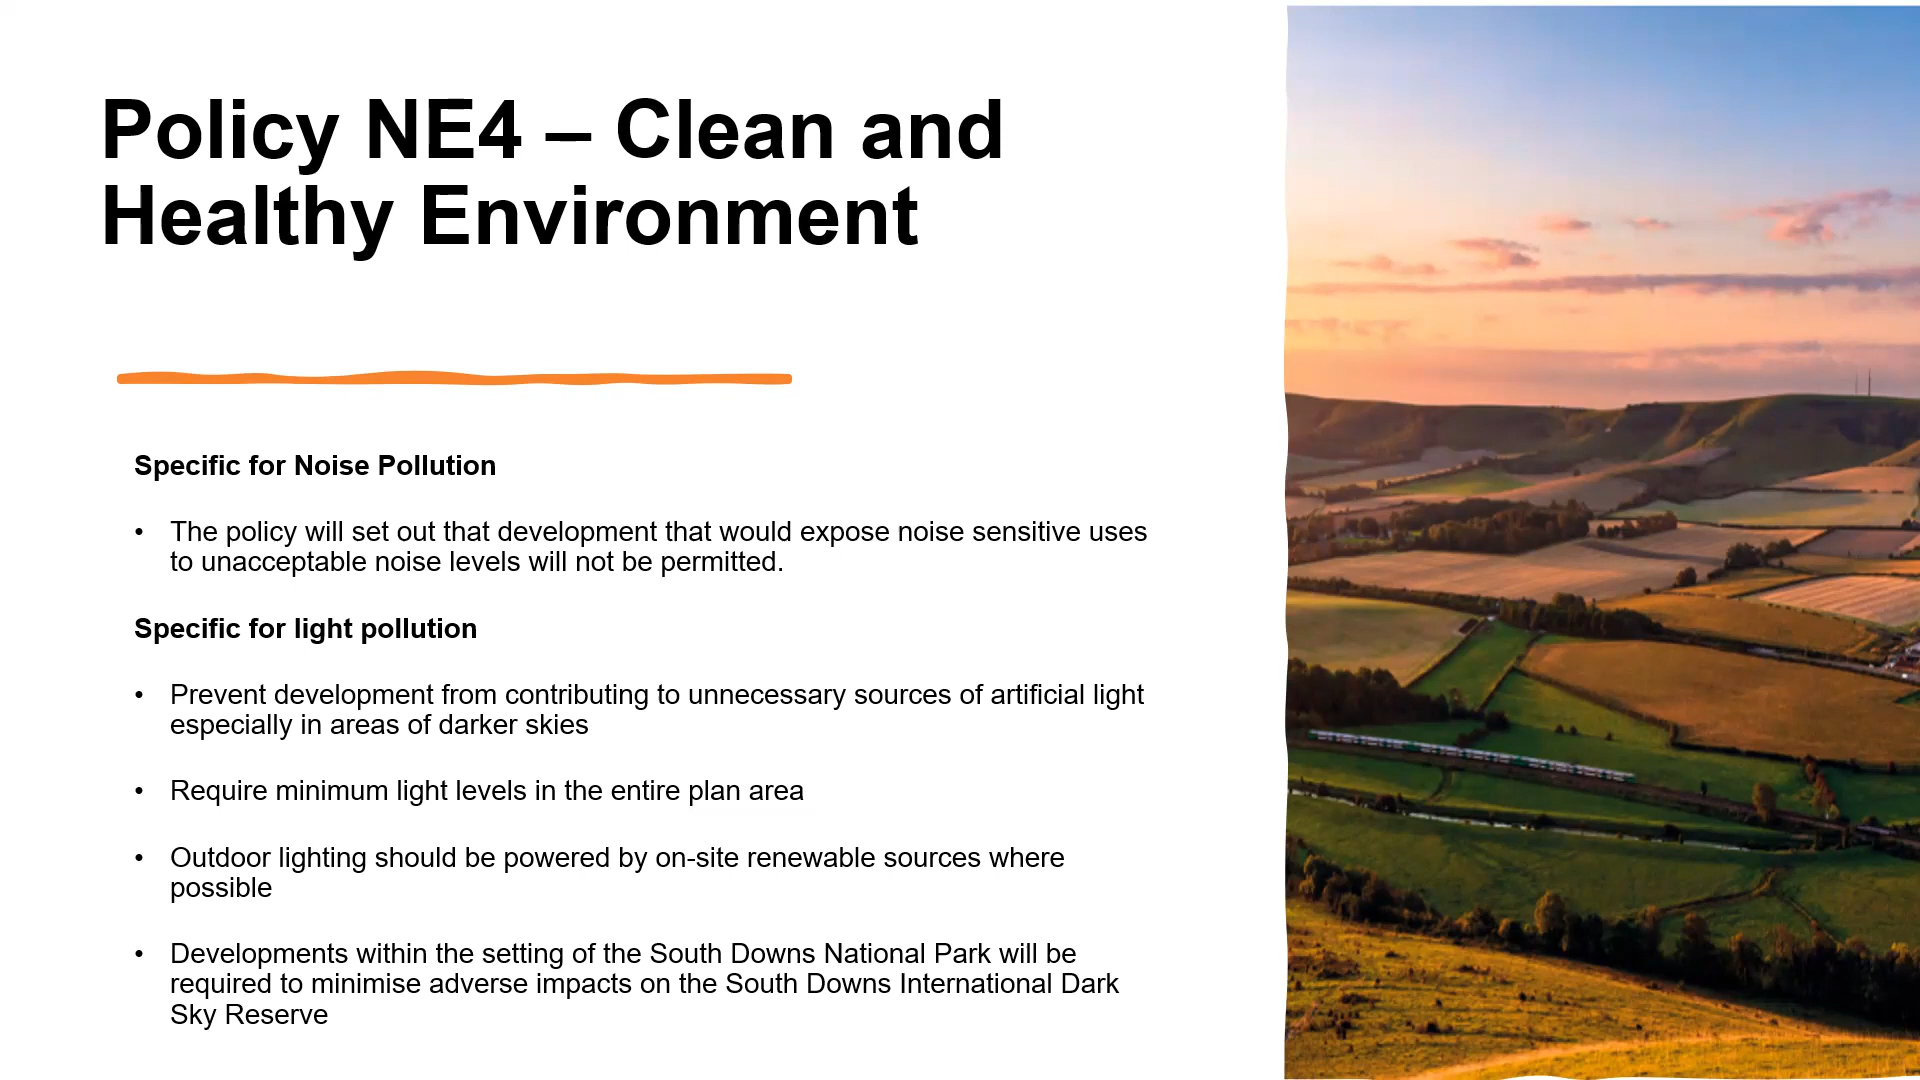 Policy NE4 – Clean and
Healthy Environment
Specific for Noise Pollution
• The policy will set out that development that would expose noise sensitive uses
to unacceptable noise levels will not be permitted.
Specific for light pollution
• Prevent development from contributing to unnecessary sources of artificial light
especially in areas of darker skies
• Require minimum light levels in the entire plan area
• Outdoor lighting should be powered by on-site renewable sources where
possible
• Developments within the setting of the South Downs National Park will be
required to minimise adverse impacts on the South Downs International Dark
Sky Reserve